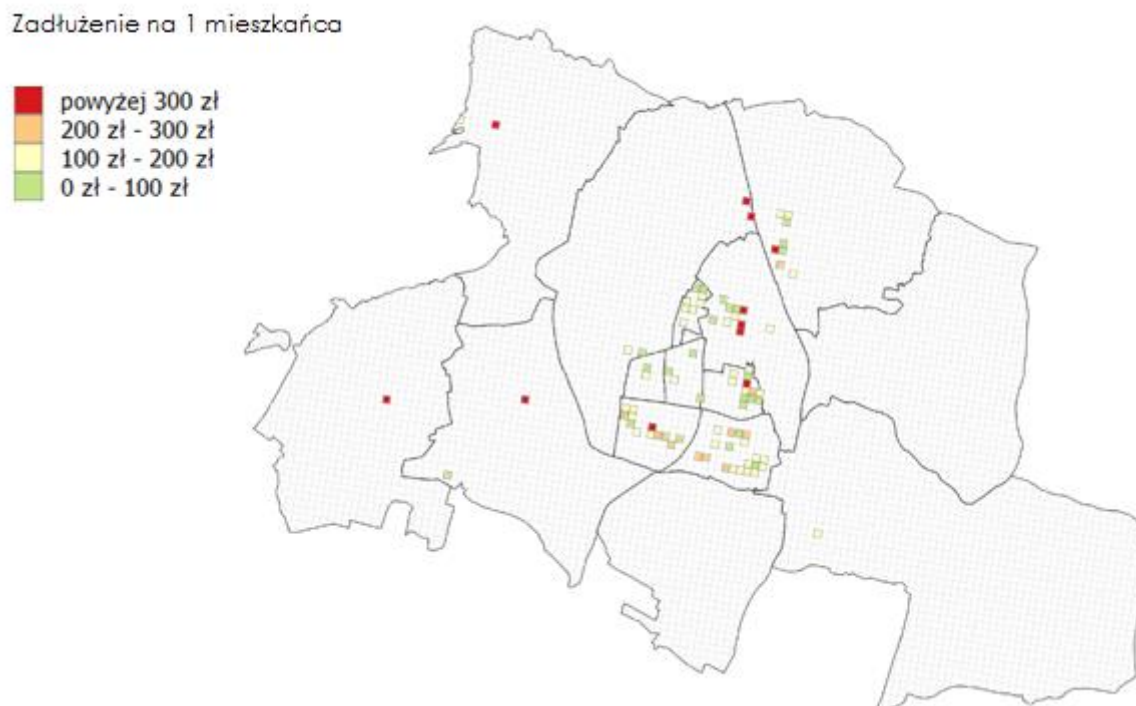 Zadłużenie na 1 mieszkańca
powyżej 300 zł
200 zł - 300 zł
100 zł - 200 zł
0 zł - 100 zł